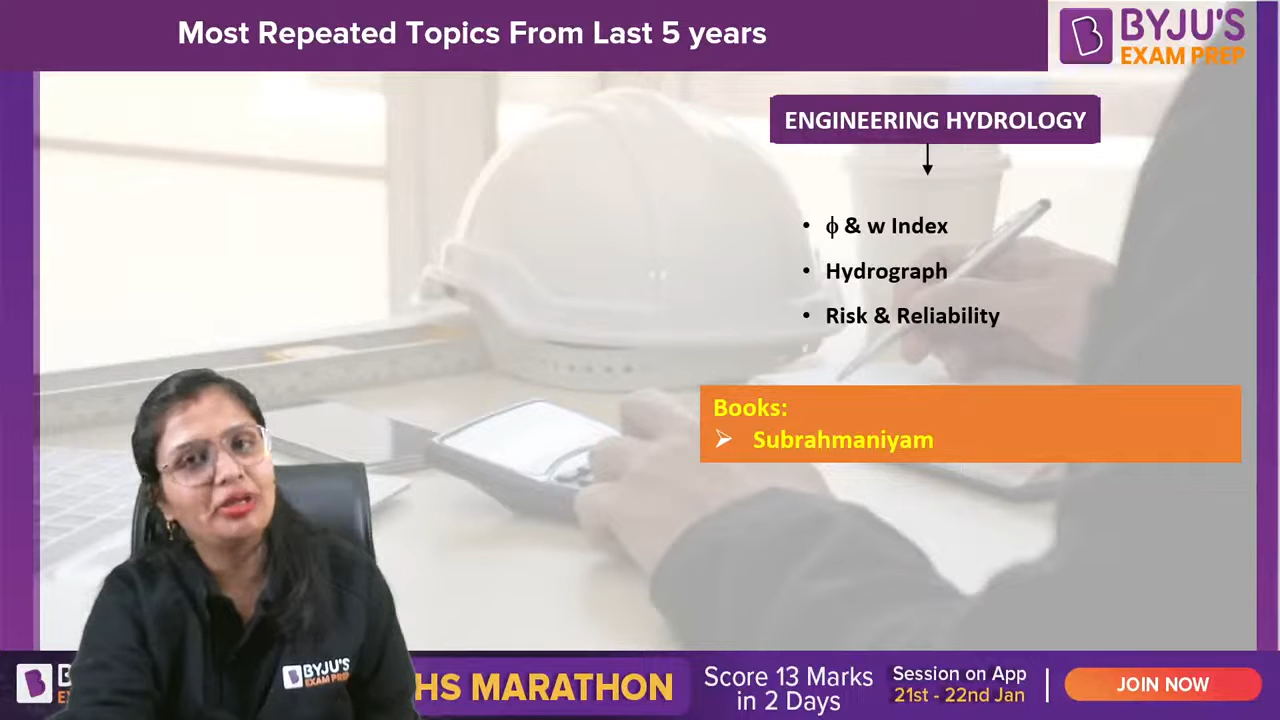 Most Repeated Topics From Last 5 years
BYJU'S
EXAM PREP
ENGINEERING HYDROLOGY
• ϕ & w Index
• Hydrograph
• Risk & Reliability
Books:
➢ Subrahmaniyam
BYJU'S
EXAM PREP
HS MARATHON
Score 13 Marks
in 2 Days
Session on App
21st - 22nd Jan
JOIN NOW